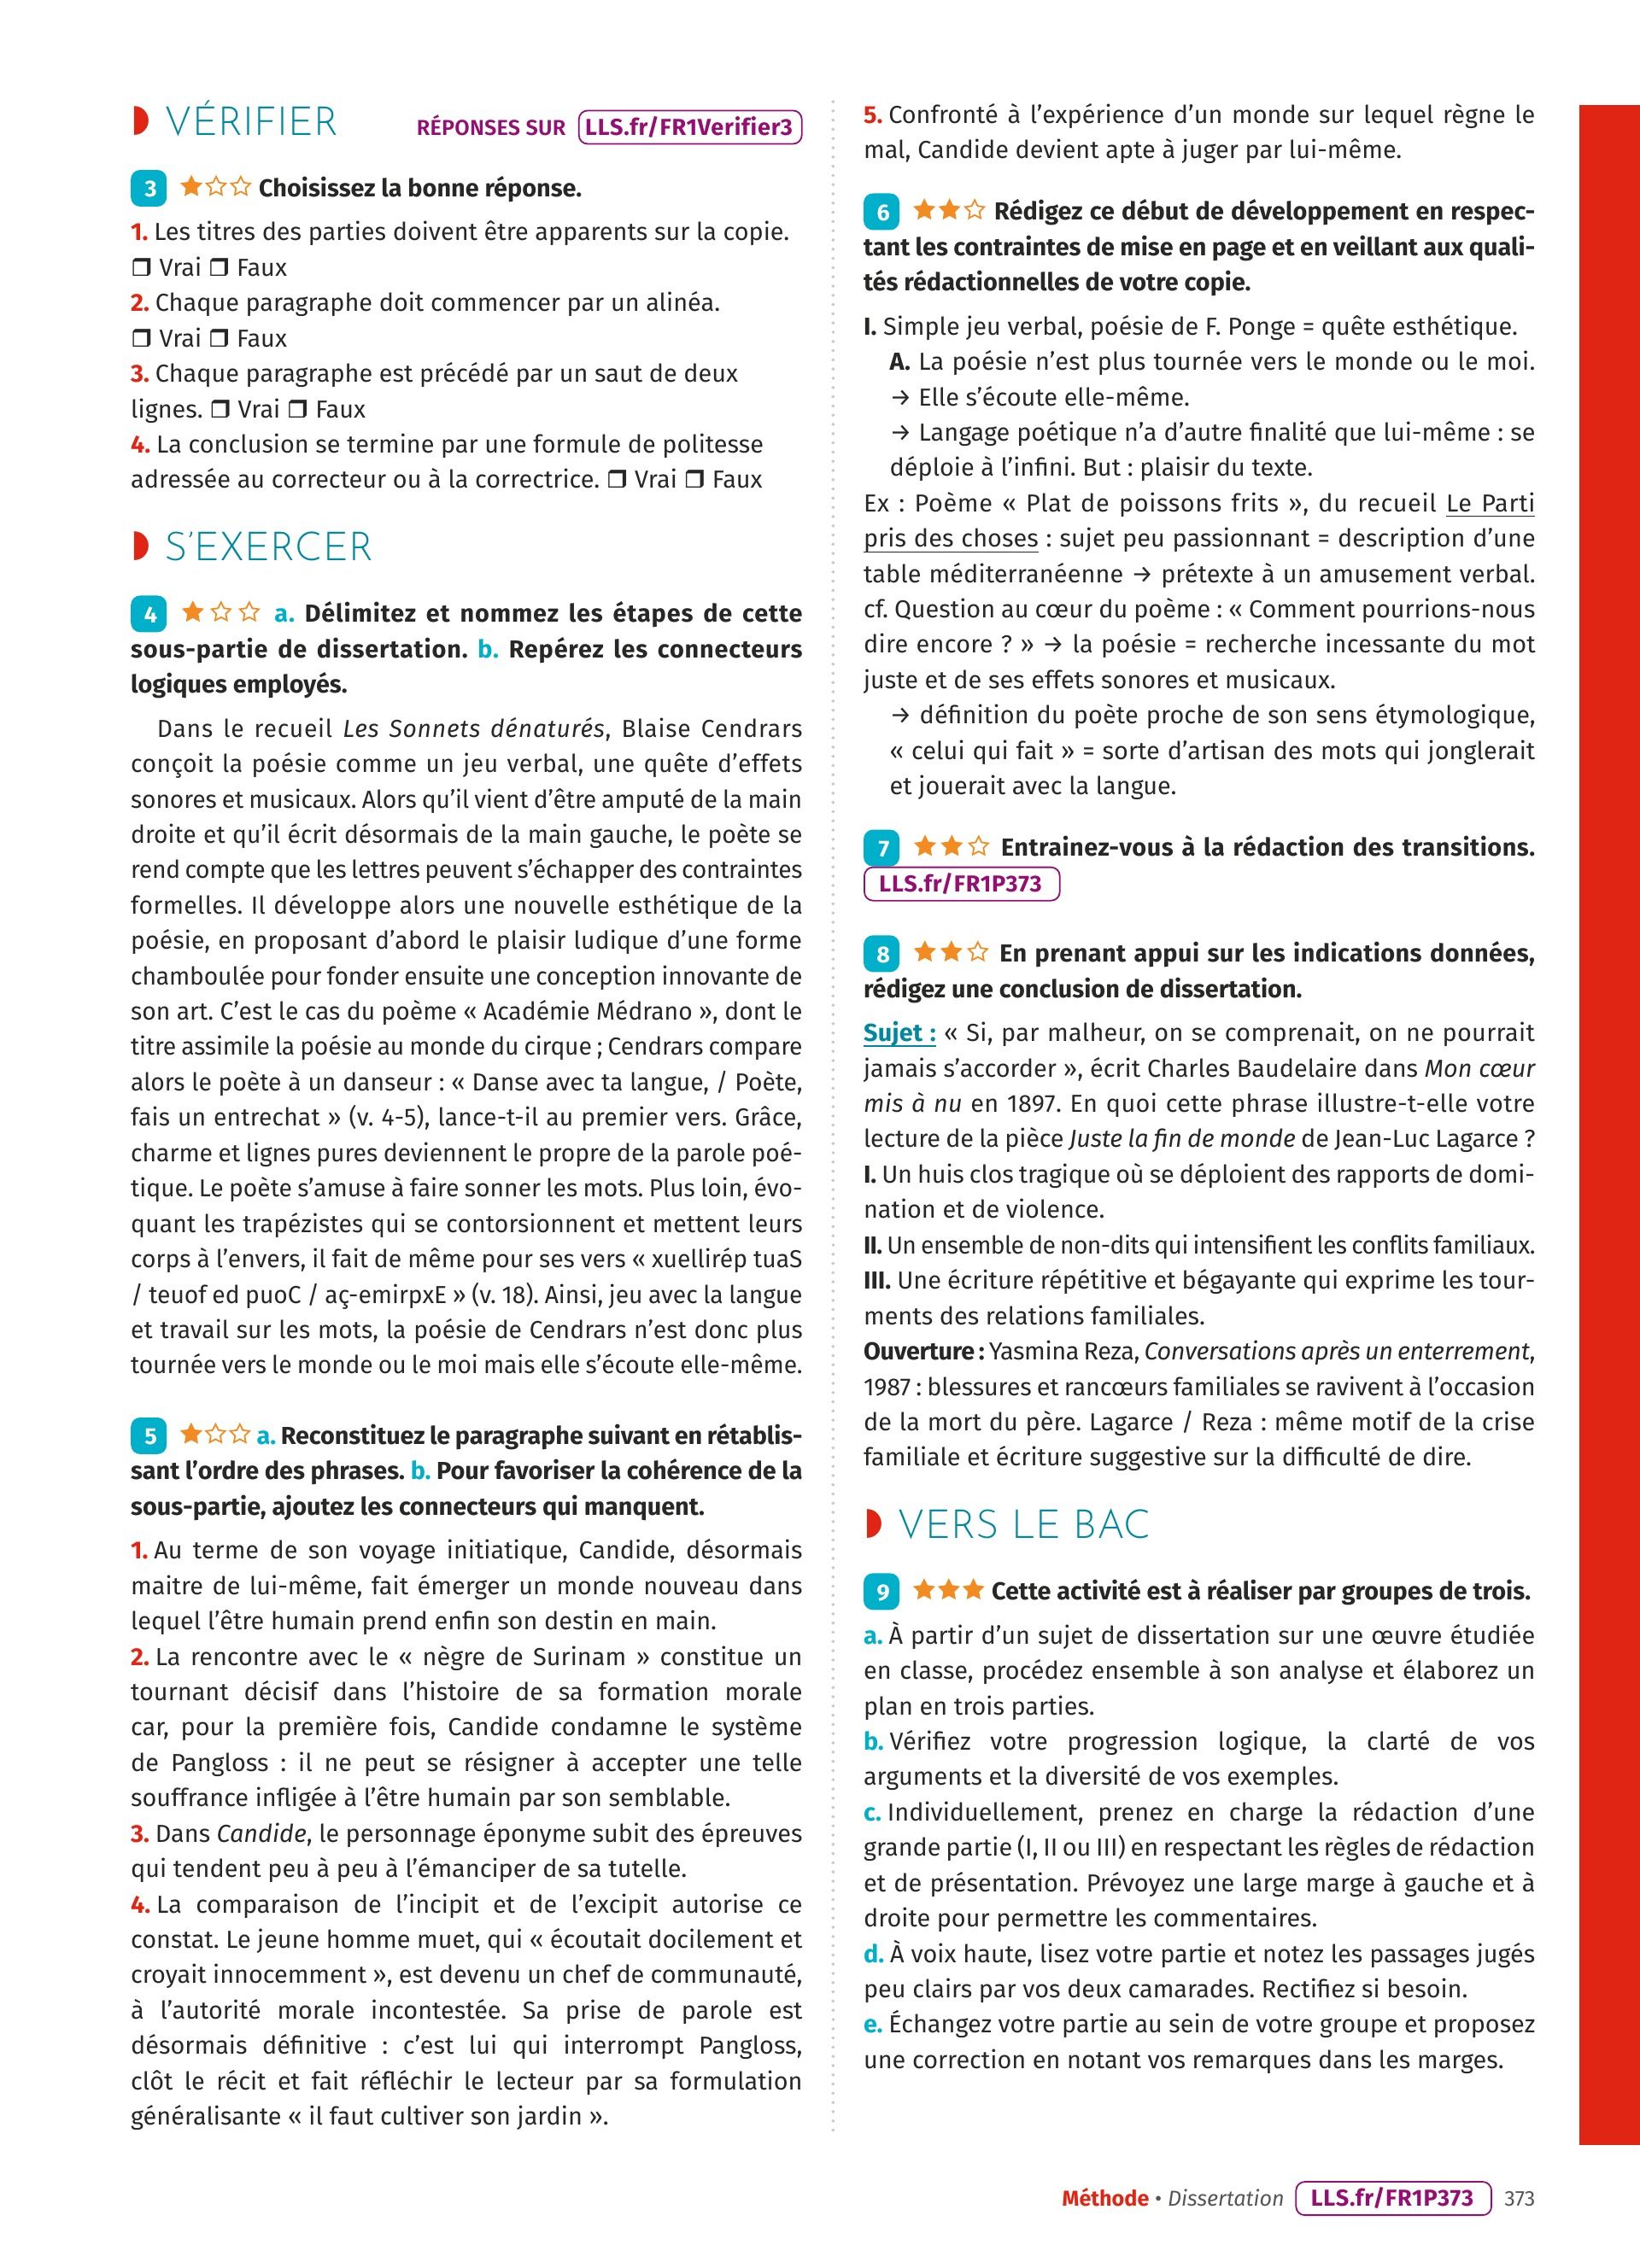 VÉRIFIER
RÉPONSES SUR LLS.fr/FR1Verifier3
3 ★☆☆ Choisissez la bonne réponse.
1. Les titres des parties doivent être apparents sur la copie.
❒ Vrai ❒ Faux
2. Chaque paragraphe doit commencer par un alinéa.
❒ Vrai ❒ Faux
3. Chaque paragraphe est précédé par un saut de deux
lignes. ❒ Vrai ❒ Faux
4. La conclusion se termine par une formule de politesse
adressée au correcteur ou à la correctrice. ❒ Vrai ❒ Faux
S'EXERCER
4 ★☆☆ a. Délimitez et nommez les étapes de cette
sous-partie de dissertation. b. Repérez les connecteurs
logiques employés.
Dans le recueil Les Sonnets dénaturés, Blaise Cendrars
conçoit la poésie comme un jeu verbal, une quête d'effets
sonores et musicaux. Alors qu'il vient d'être amputé de la main
droite et qu'il écrit désormais de la main gauche, le poète se
rend compte que les lettres peuvent s'échapper des contraintes
formelles. Il développe alors une nouvelle esthétique de la
poésie, en proposant d'abord le plaisir ludique d'une forme
chamboulée pour fonder ensuite une conception innovante de
son art. C'est le cas du poème « Académie Médrano », dont le
titre assimile la poésie au monde du cirque ; Cendrars compare
alors le poète à un danseur : « Danse avec ta langue, / Poète,
fais un entrechat » (v. 4-5), lance-t-il au premier vers. Grâce,
charme et lignes pures deviennent le propre de la parole poé-
tique. Le poète s'amuse à faire sonner les mots. Plus loin, évo-
quant les trapézistes qui se contorsionnent et mettent leurs
corps à l'envers, il fait de même pour ses vers « xuellirép tuaS
/ teuof ed puoC / aç-emirpxE » (v. 18). Ainsi, jeu avec la langue
et travail sur les mots, la poésie de Cendrars n'est donc plus
tournée vers le monde ou le moi mais elle s'écoute elle-même.
5 ★☆☆ a. Reconstituez le paragraphe suivant en rétablis-
sant l'ordre des phrases. b. Pour favoriser la cohérence de la
sous-partie, ajoutez les connecteurs qui manquent.
1. Au terme de son voyage initiatique, Candide, désormais
maitre de lui-même, fait émerger un monde nouveau dans
lequel l'être humain prend enfin son destin en main.
2. La rencontre avec le « nègre de Surinam » constitue un
tournant décisif dans l'histoire de sa formation morale
car, pour la première fois, Candide condamne le système
de Pangloss : il ne peut se résigner à accepter une telle
souffrance infligée à l'être humain par son semblable.
3. Dans Candide, le personnage éponyme subit des épreuves
qui tendent peu à peu à l'émanciper de sa tutelle.
4. La comparaison de l'incipit et de l'excipit autorise ce
constat. Le jeune homme muet, qui « écoutait docilement et
croyait innocemment », est devenu un chef de communauté,
à l'autorité morale incontestée. Sa prise de parole est
désormais définitive : c'est lui qui interrompt Pangloss,
clôt le récit et fait réfléchir le lecteur par sa formulation
généralisante « il faut cultiver son jardin ».
5. Confronté à l'expérience d'un monde sur lequel règne le
mal, Candide devient apte à juger par lui-même.
6 ★★☆ Rédigez ce début de développement en respec-
tant les contraintes de mise en page et en veillant aux quali-
tés rédactionnelles de votre copie.
I. Simple jeu verbal, poésie de F. Ponge = quête esthétique.
A. La poésie n'est plus tournée vers le monde ou le moi.
→ Elle s'écoute elle-même.
→ Langage poétique n'a d'autre finalité que lui-même : se
déploie à l'infini. But : plaisir du texte.
Ex : Poème « Plat de poissons frits », du recueil Le Parti
pris des choses : sujet peu passionnant = description d'une
table méditerranéenne → prétexte à un amusement verbal.
cf. Question au cœur du poème : « Comment pourrions-nous
dire encore ? » → la poésie = recherche incessante du mot
juste et de ses effets sonores et musicaux.
→ définition du poète proche de son sens étymologique,
« celui qui fait » = sorte d'artisan des mots qui jonglerait
et jouerait avec la langue.
7 ★★☆ Entrainez-vous à la rédaction des transitions.
LLS.fr/FR1P373
8 ★★☆ En prenant appui sur les indications données,
rédigez une conclusion de dissertation.
Sujet : « Si, par malheur, on se comprenait, on ne pourrait
jamais s'accorder », écrit Charles Baudelaire dans Mon cœur
mis à nu en 1897. En quoi cette phrase illustre-t-elle votre
lecture de la pièce Juste la fin de monde de Jean-Luc Lagarce ?
I. Un huis clos tragique où se déploient des rapports de domi-
nation et de violence.
II. Un ensemble de non-dits qui intensifient les conflits familiaux.
III. Une écriture répétitive et bégayante qui exprime les tour-
ments des relations familiales.
Ouverture : Yasmina Reza, Conversations après un enterrement,
1987 : blessures et rancœurs familiales se ravivent à l'occasion
de la mort du père. Lagarce / Reza : même motif de la crise
familiale et écriture suggestive sur la difficulté de dire.
VERS LE BAC
9 ★★★ Cette activité est à réaliser par groupes de trois.
a. À partir d'un sujet de dissertation sur une œuvre étudiée
en classe, procédez ensemble à son analyse et élaborez un
plan en trois parties.
b. Vérifiez votre progression logique, la clarté de vos
arguments et la diversité de vos exemples.
c. Individuellement, prenez en charge la rédaction d'une
grande partie (I, II ou III) en respectant les règles de rédaction
et de présentation. Prévoyez une large marge à gauche et à
droite pour permettre les commentaires.
d. À voix haute, lisez votre partie et notez les passages jugés
peu clairs par vos deux camarades. Rectifiez si besoin.
e. Échangez votre partie au sein de votre groupe et proposez
une correction en notant vos remarques dans les marges.
Méthode • Dissertation LLS.fr/FR1P373 373